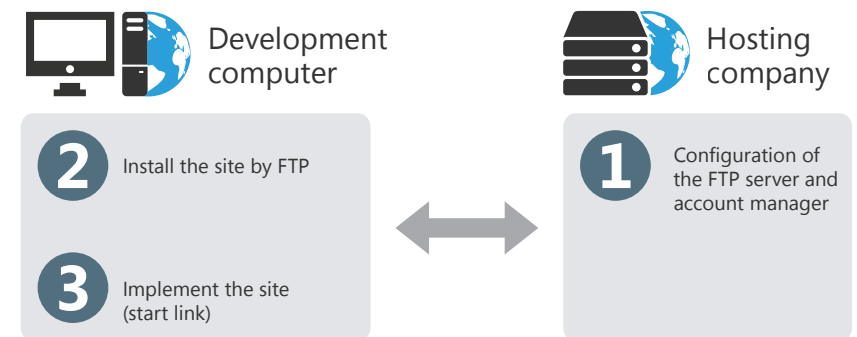 Development
computer
2
Install the site by FTP
3
Implement the site
(start link)
Hosting
company
1
Configuration of
the FTP server and
account manager